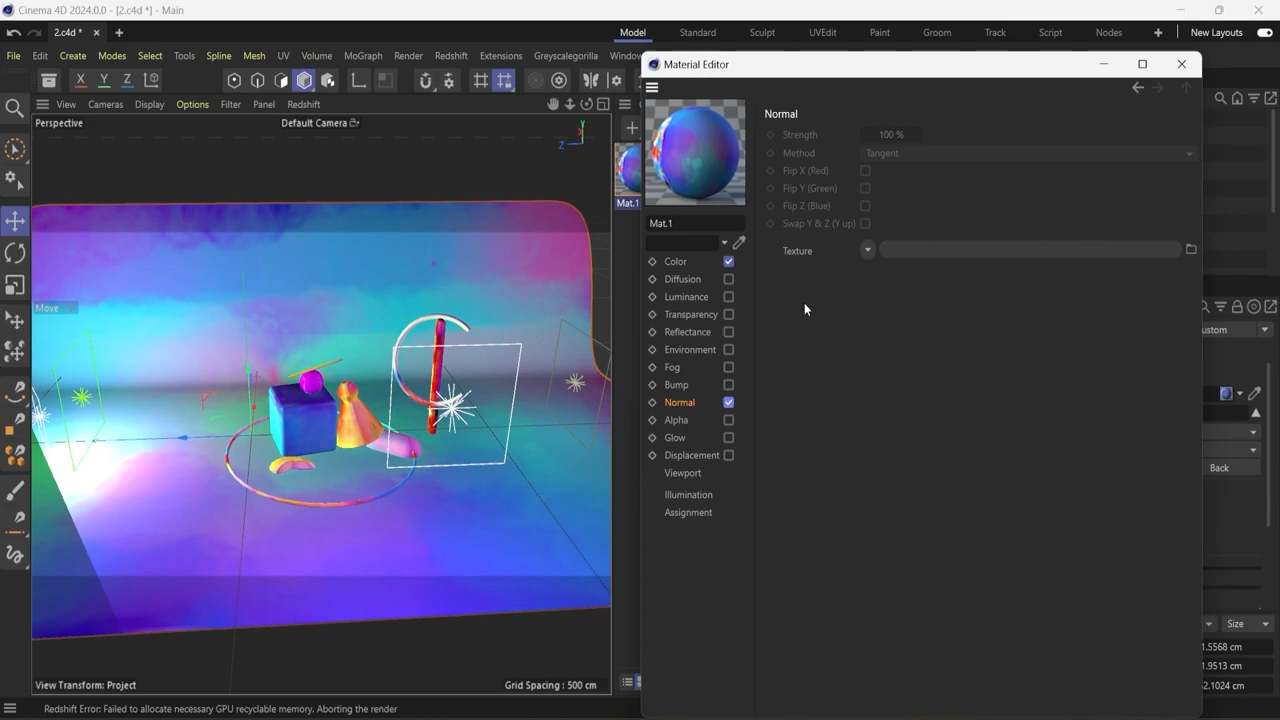 Cinema 4D 2024.0.0 - [2.c4d *] - Main
2.c4d *
Model Standard Sculpt UVEdit Paint Groom Track Script Nodes New Layouts
File Edit Create Modes Select Tools Spline Mesh UV Volume MoGraph Render Redshift Extensions Greyscalegorilla
Material Editor
X Y Z
View Cameras Display Options Filter Panel Redshift
Perspective
Default Camera
Y
Z
Move
Mat.1
View Transform: Project
Grid Spacing : 500 cm
Redshift Error: Failed to allocate necessary GPU recyclable memory. Aborting the render
Mat.1
Color
Diffusion
Luminance
Transparency
Reflectance
Environment
Fog
Bump
Normal
Alpha
Glow
Displacement
Viewport
Illumination
Assignment
Normal
Strength 100 %
Method Tangent
Flip X (Red)
Flip Y (Green)
Flip Z (Blue)
Swap Y & Z (Y up)
Texture
Back
Size
1.5568 cm
1.9513 cm
2.1024 cm